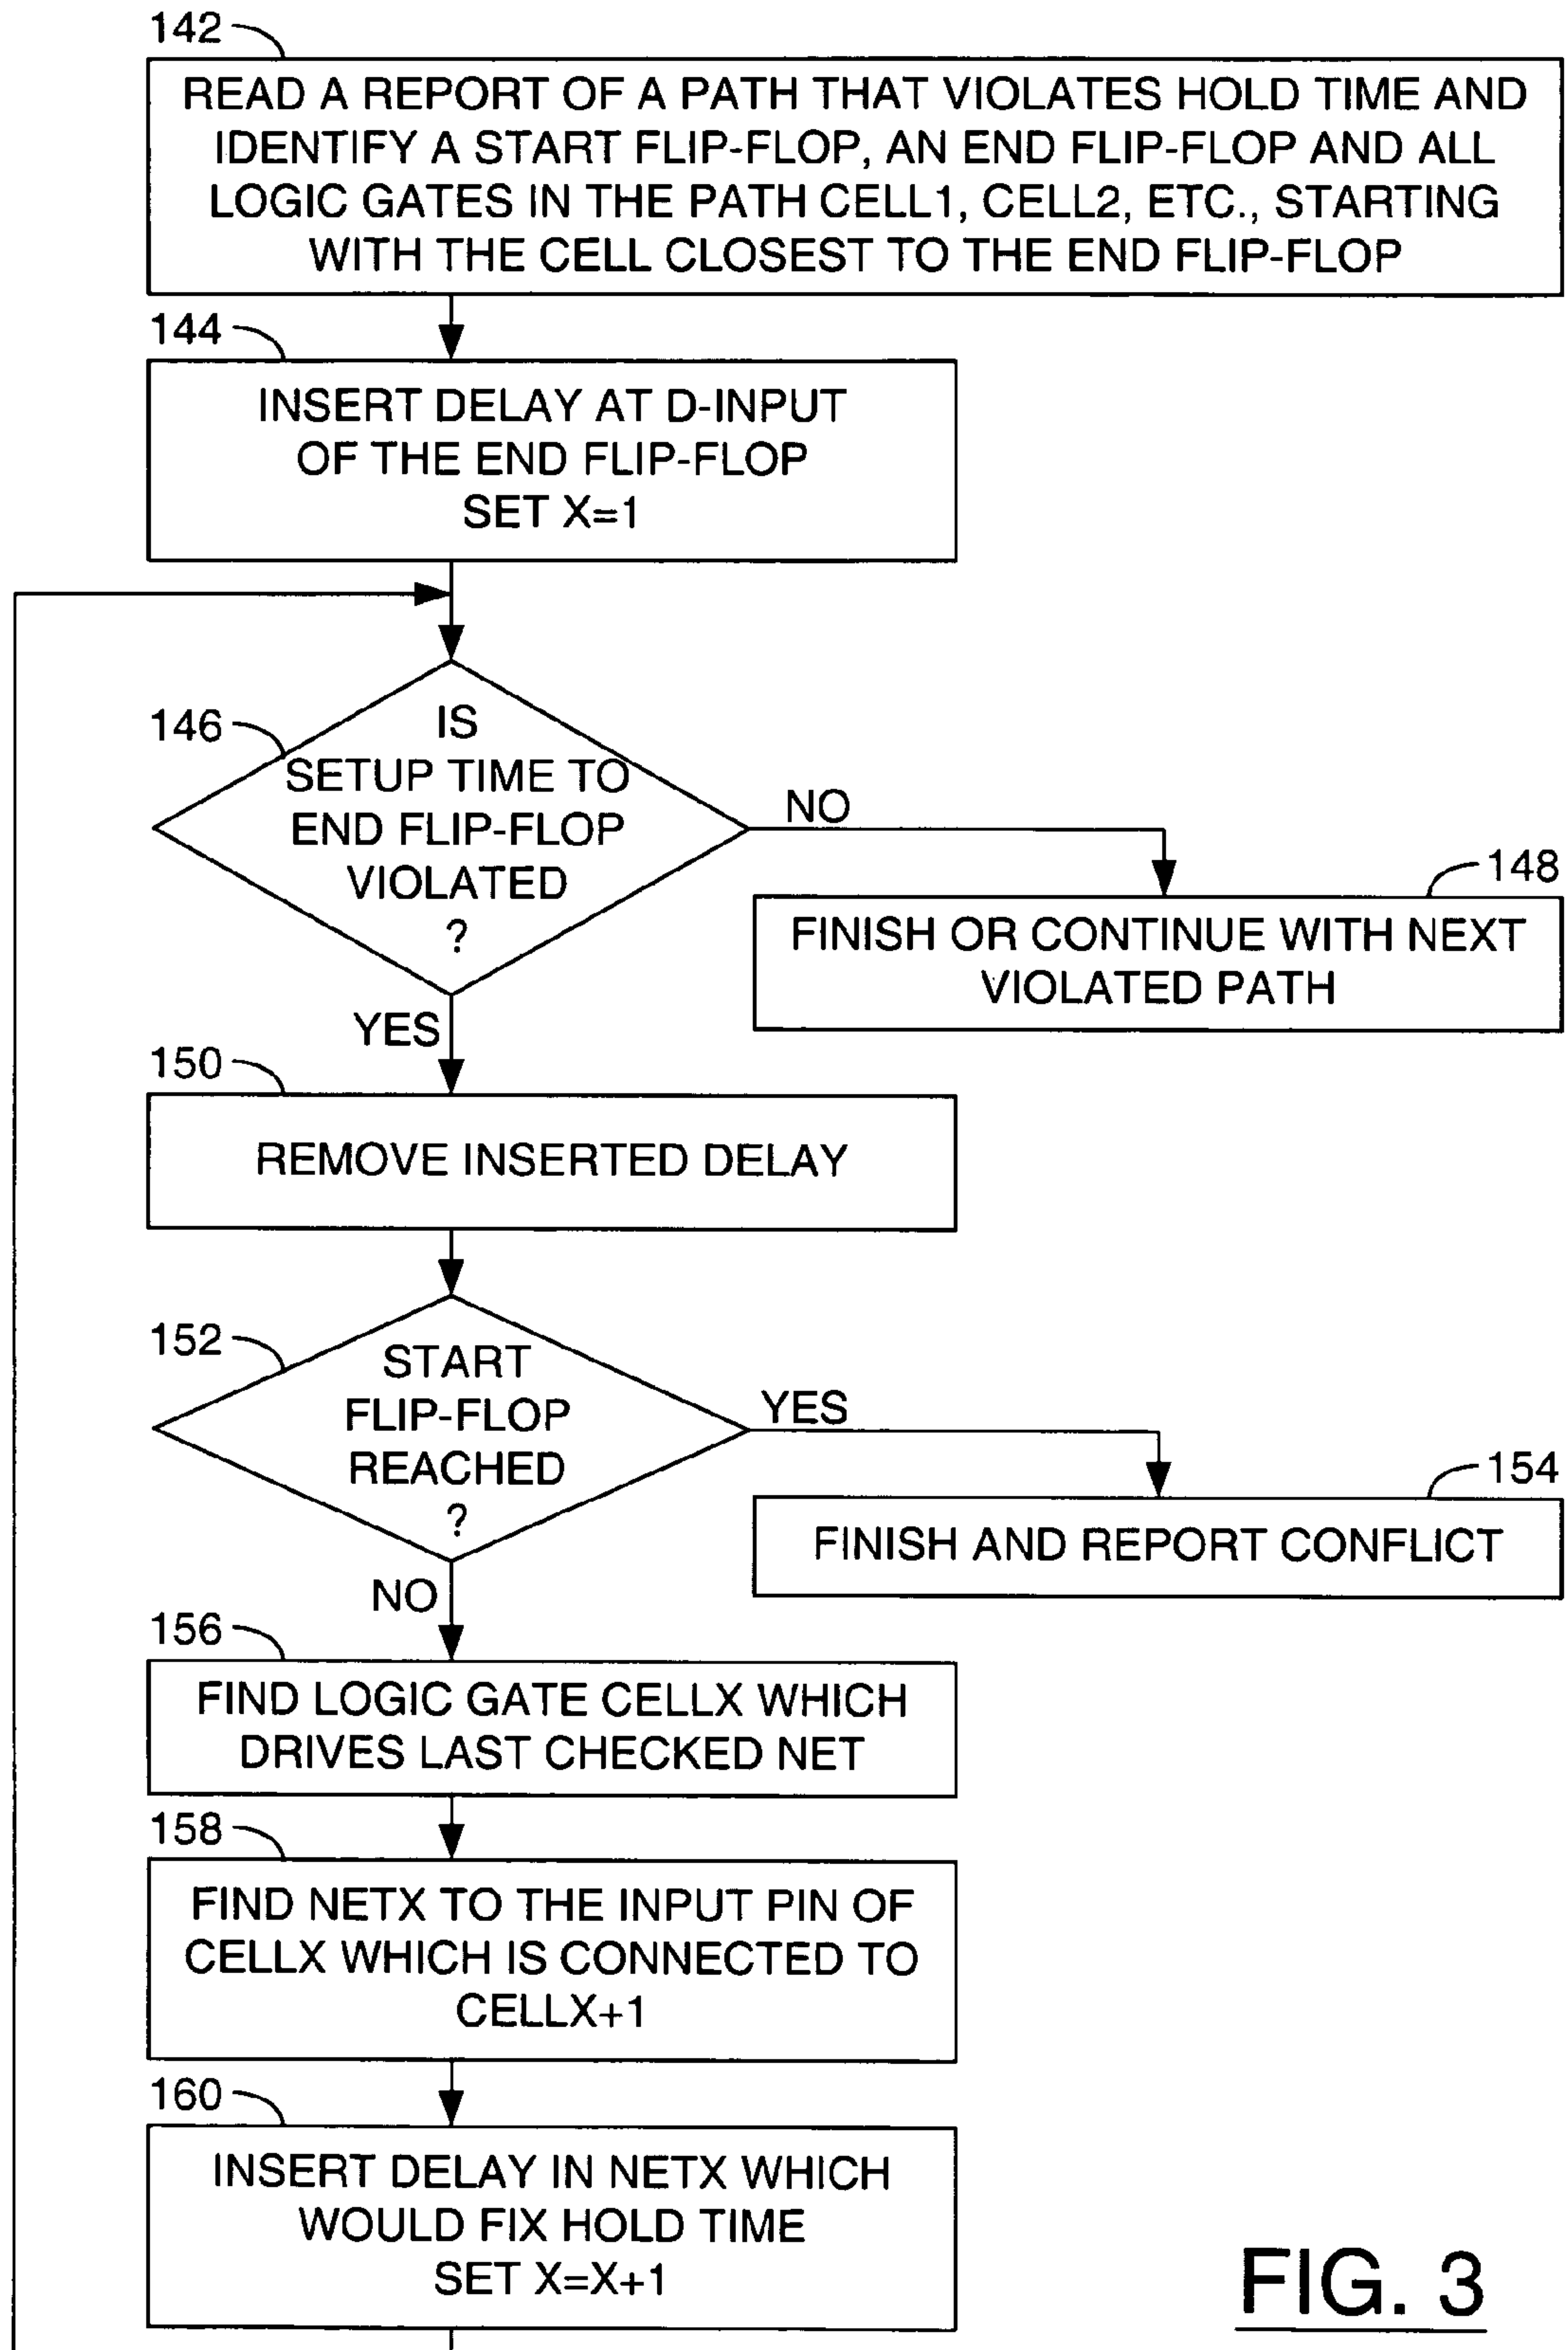 142
READ A REPORT OF A PATH THAT VIOLATES HOLD TIME AND
IDENTIFY A START FLIP-FLOP, AN END FLIP-FLOP AND ALL
LOGIC GATES IN THE PATH CELL1, CELL2, ETC., STARTING
WITH THE CELL CLOSEST TO THE END FLIP-FLOP
144
INSERT DELAY AT D-INPUT
OF THE END FLIP-FLOP
SET X=1
146
IS
SETUP TIME TO
END FLIP-FLOP
VIOLATED
?
NO
148
FINISH OR CONTINUE WITH NEXT
VIOLATED PATH
YES
150
REMOVE INSERTED DELAY
152
START
FLIP-FLOP
REACHED
?
YES
154
FINISH AND REPORT CONFLICT
NO
156
FIND LOGIC GATE CELLX WHICH
DRIVES LAST CHECKED NET
158
FIND NETX TO THE INPUT PIN OF
CELLX WHICH IS CONNECTED TO
CELLX+1
160
INSERT DELAY IN NETX WHICH
WOULD FIX HOLD TIME
SET X=X+1
FIG. 3